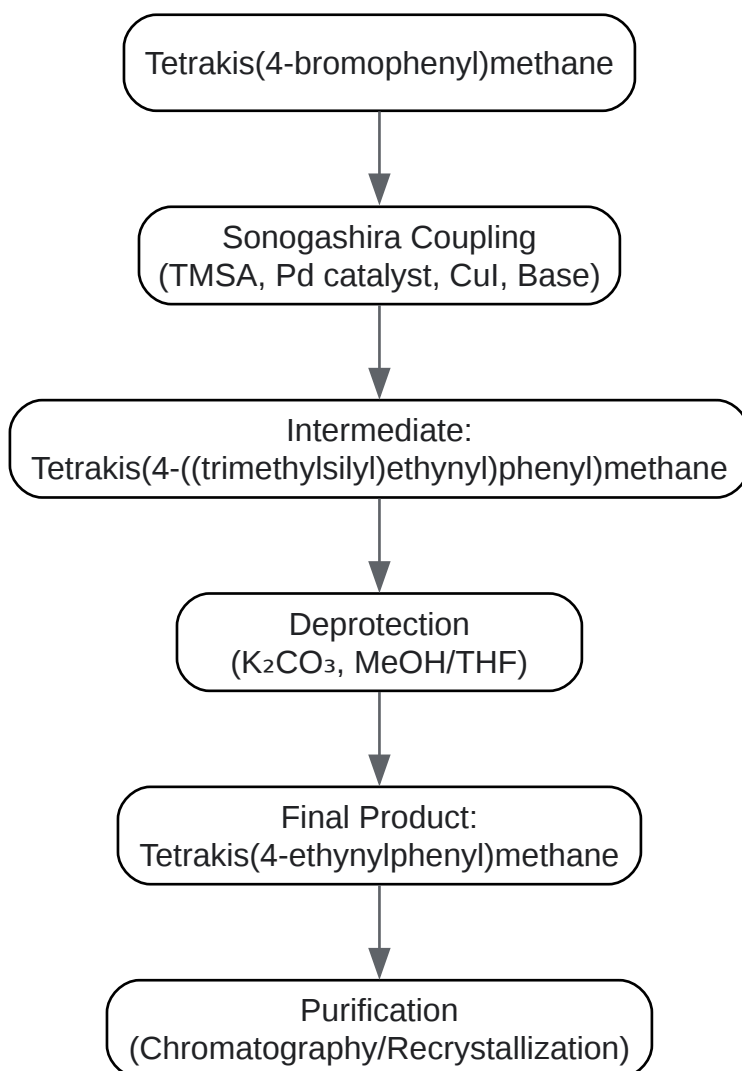 Tetrakis(4-bromophenyl)methane
Sonogashira Coupling
(TMSA, Pd catalyst, CuI, Base)
Intermediate:
Tetrakis(4-((trimethylsilyl)ethynyl)phenyl)methane
Deprotection
(K₂CO₃, MeOH/THF)
Final Product:
Tetrakis(4-ethynylphenyl)methane
Purification
(Chromatography/Recrystallization)